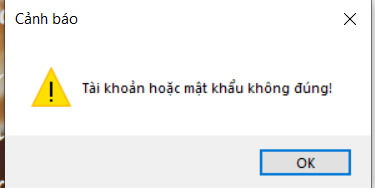 Cảnh báo
Tài khoản hoặc mật khẩu không đúng!
OK